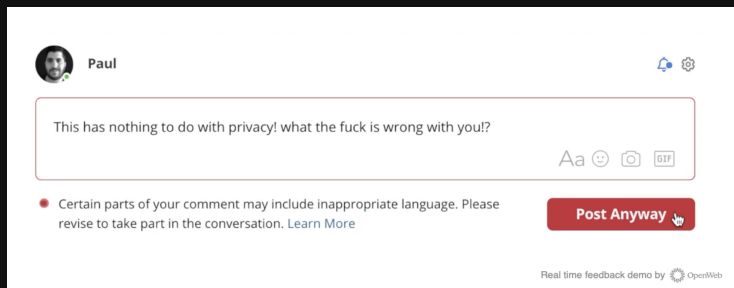 Paul
This has nothing to do with privacy! what the fuck is wrong with you!?
Aa GIF
Certain parts of your comment may include inappropriate language. Please
revise to take part in the conversation. Learn More
Post Anyway
Real time feedback demo by OpenWeb